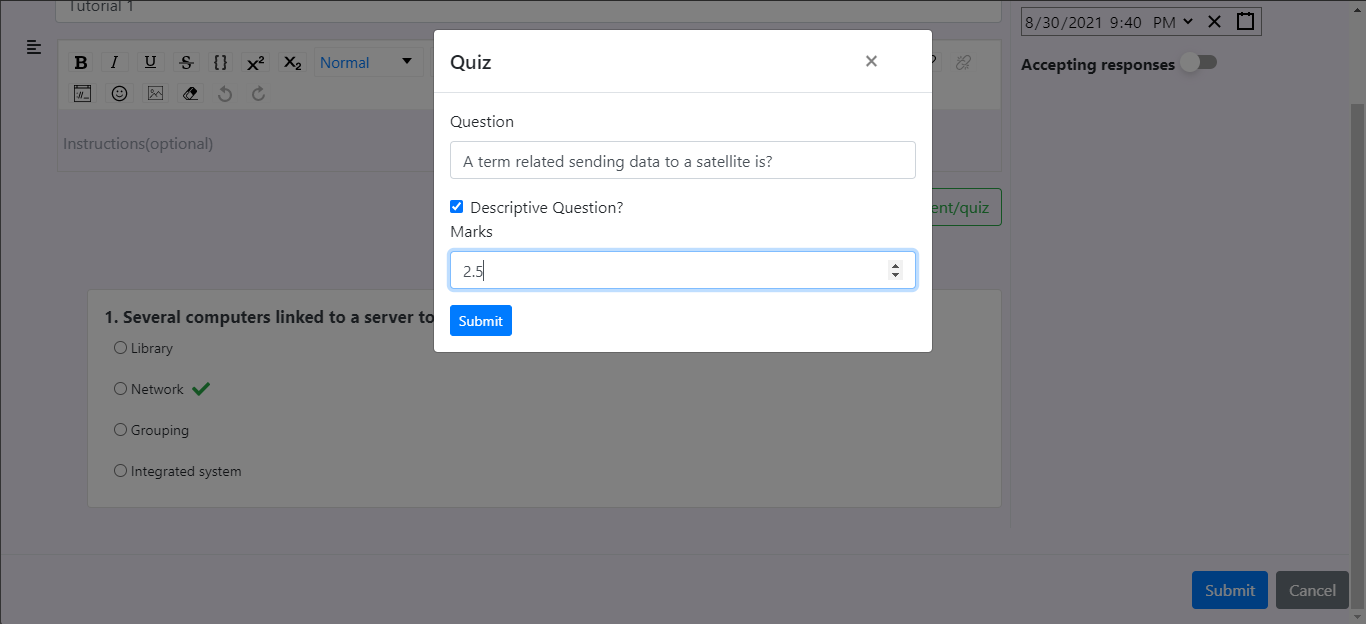 Tutorial 1
8/30/2021 9:40 PM
B I U S {} X² X₂ Normal
Quiz
Accepting responses
Question
Instructions(optional)
A term related sending data to a satellite is?
Descriptive Question?
ent/quiz
Marks
2.5
1. Several computers linked to a server to
Submit
Library
Network
Grouping
Integrated system
Submit Cancel